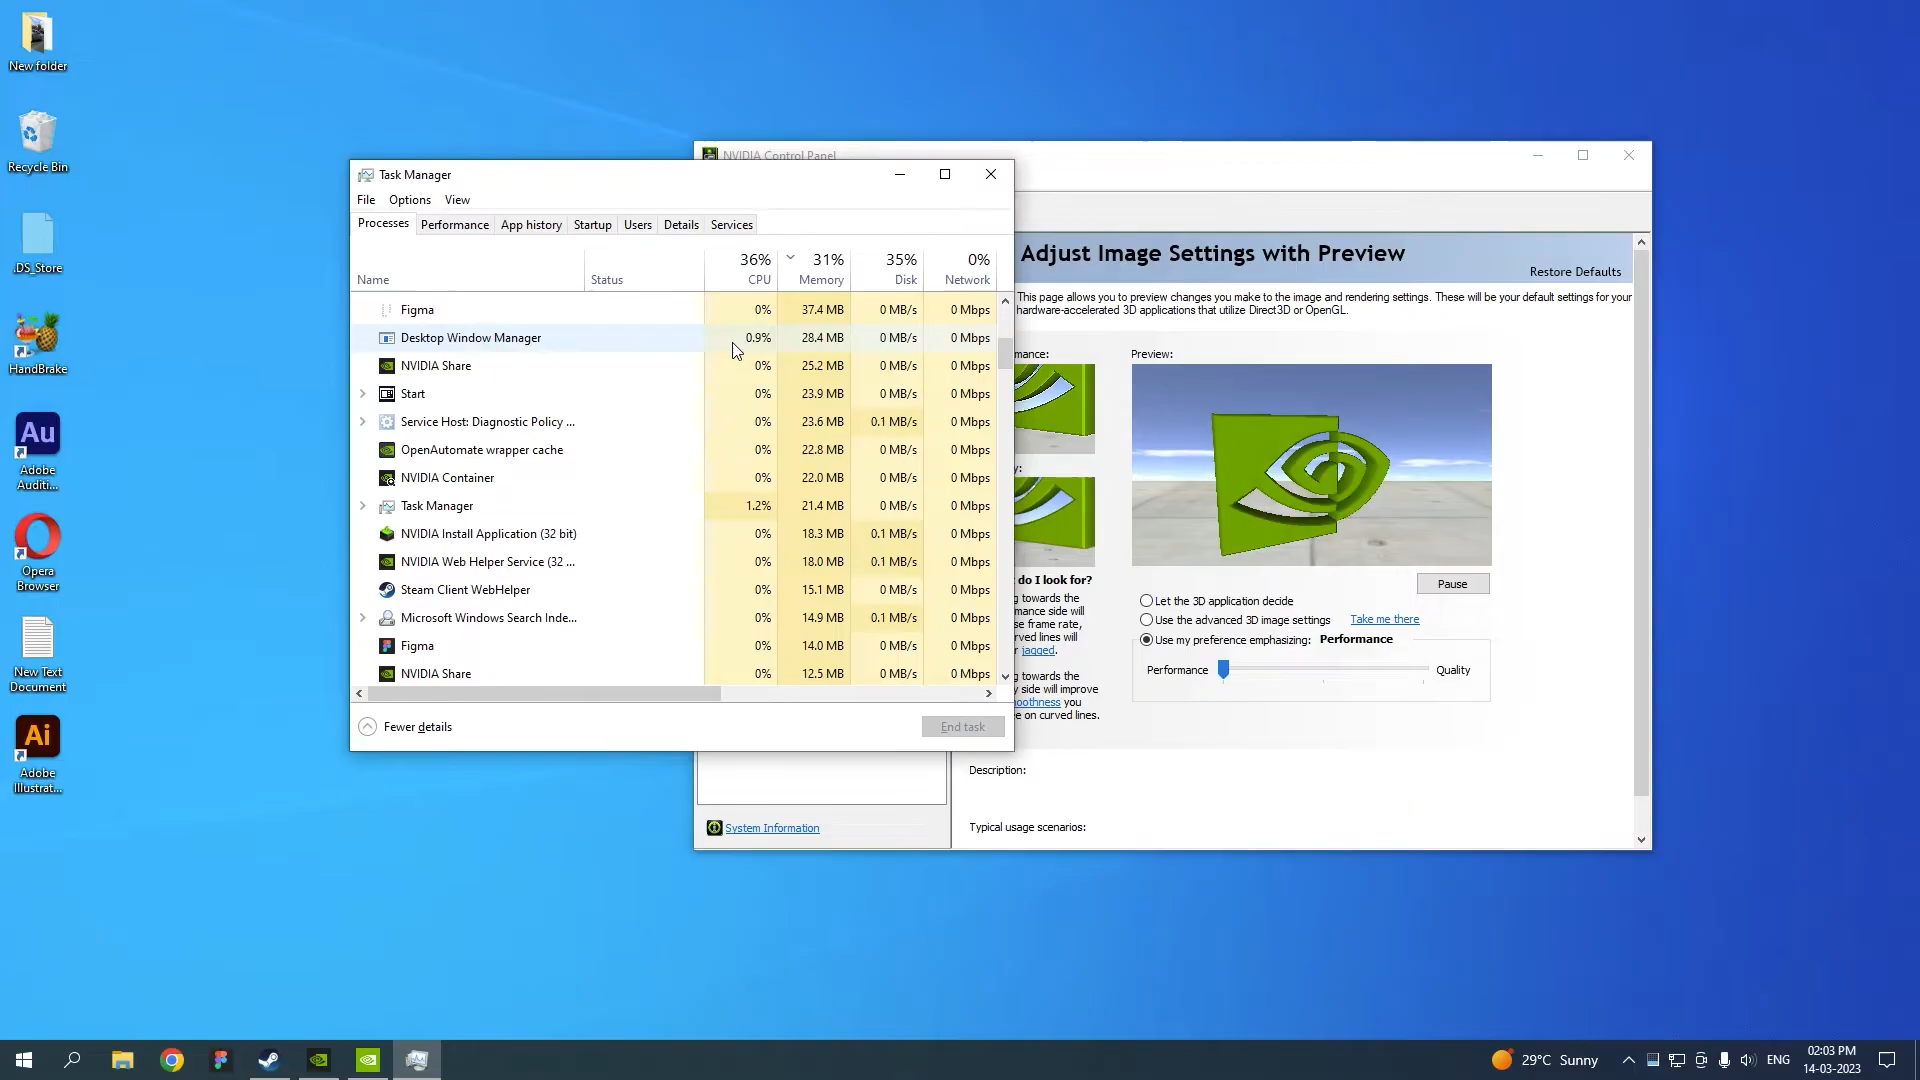 New folder
Recycle Bin
.DS_Store
HandBrake
Au
Adobe
Auditi...
Opera
Browser
New Text
Document
Ai
Adobe
Illustrat...
Task Manager
File Options View
Processes Performance App history Startup Users Details Services
36% 31% 35% 0%
Name Status CPU Memory Disk Network
Figma 0% 37.4 MB 0 MB/s 0 Mbps
Desktop Window Manager 0.9% 28.4 MB 0 MB/s 0 Mbps
NVIDIA Share 0% 25.2 MB 0 MB/s 0 Mbps
Start 0% 23.9 MB 0 MB/s 0 Mbps
Service Host: Diagnostic Policy ... 0% 23.6 MB 0.1 MB/s 0 Mbps
OpenAutomate wrapper cache 0% 22.8 MB 0 MB/s 0 Mbps
NVIDIA Container 0% 22.0 MB 0 MB/s 0 Mbps
Task Manager 1.2% 21.4 MB 0 MB/s 0 Mbps
NVIDIA Install Application (32 bit) 0% 18.3 MB 0.1 MB/s 0 Mbps
NVIDIA Web Helper Service (32 ... 0% 18.0 MB 0.1 MB/s 0 Mbps
Steam Client WebHelper 0% 15.1 MB 0 MB/s 0 Mbps
Microsoft Windows Search Inde... 0% 14.9 MB 0.1 MB/s 0 Mbps
Figma 0% 14.0 MB 0 MB/s 0 Mbps
NVIDIA Share 0% 12.5 MB 0 MB/s 0 Mbps
Fewer details
End task
NVIDIA Control Panel
Adjust Image Settings with Preview
Restore Defaults
This page allows you to preview changes you make to the image and rendering settings. These will be your default settings for your
hardware-accelerated 3D applications that utilize Direct3D or OpenGL.
mance:
Preview:
y:
do I look for?
g towards the
mance side will
se frame rate,
rved lines will
r jagged.
g towards the
y side will improve
moothness you
e on curved lines.
Pause
Let the 3D application decide
Use the advanced 3D image settings Take me there
Use my preference emphasizing: Performance
Performance Quality
Description:
Typical usage scenarios:
System Information
29°C Sunny
ENG
02:03 PM
14-03-2023